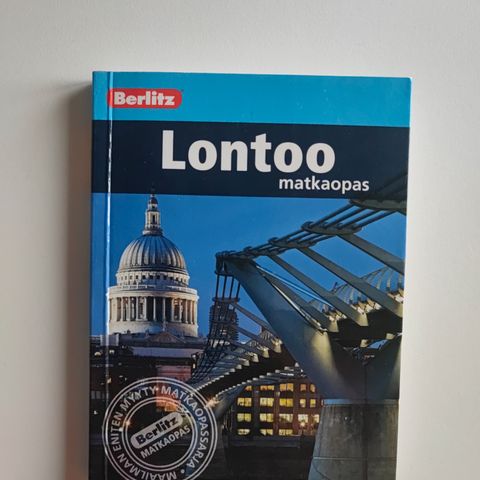 Berlitz
Lontoo
matkaopas
MAAILMAN ENITEN MYYTY • MATKAOPASSARJA •
Berlitz
MATKAOPAS